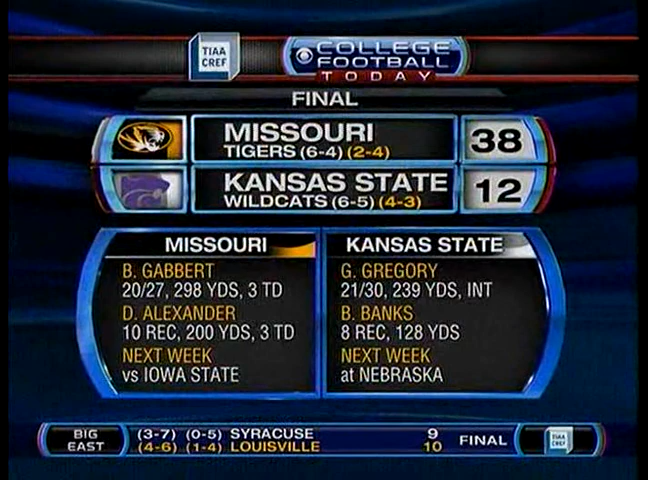 TIAA
CREF
COLLEGE
FOOTBALL
TODAY
FINAL
MISSOURI
TIGERS (6-4) (2-4)
38
KANSAS STATE
WILDCATS (6-5) (4-3)
12
MISSOURI
B. GABBERT
20/27, 298 YDS, 3 TD
D. ALEXANDER
10 REC, 200 YDS, 3 TD
NEXT WEEK
vs IOWA STATE
KANSAS STATE
G. GREGORY
21/30, 239 YDS, INT
B. BANKS
8 REC, 128 YDS
NEXT WEEK
at NEBRASKA
BIG
EAST
(3-7) (0-5) SYRACUSE 9
(4-6) (1-4) LOUISVILLE 10
FINAL
TIAA
CREF